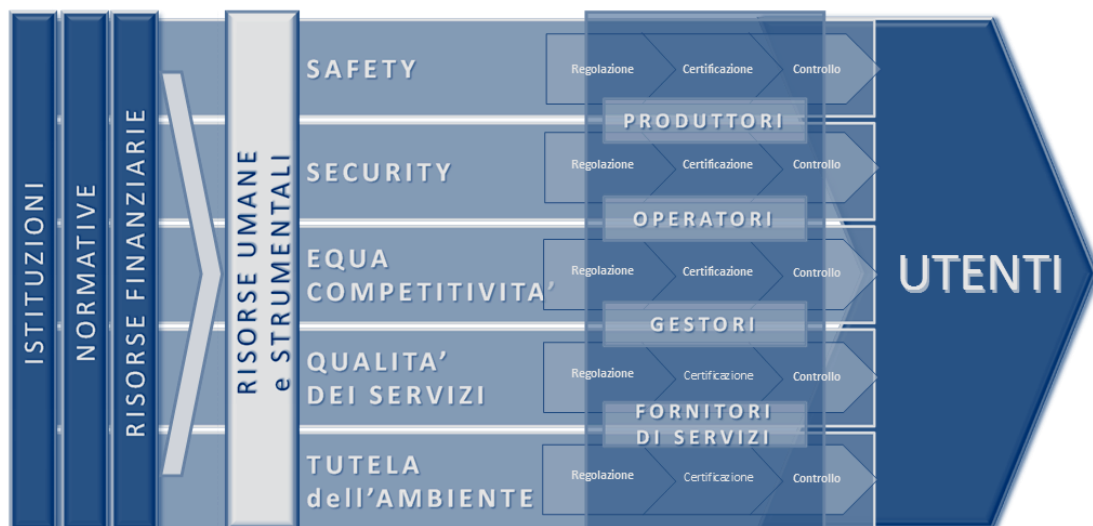 ISTITUZIONI
NORMATIVE
RISORSE FINANZIARIE
RISORSE UMANE
e STRUMENTALI
SAFETY
Regolazione
Certificazione
Controllo
PRODUTTORI
SECURITY
Regolazione
Certificazione
Controllo
OPERATORI
EQUA
COMPETITIVITA'
Regolazione
Certificazione
Controllo
GESTORI
QUALITA'
DEI SERVIZI
Regolazione
Certificazione
Controllo
FORNITORI
DI SERVIZI
TUTELA
dell'AMBIENTE
Regolazione
Certificazione
Controllo
UTENTI